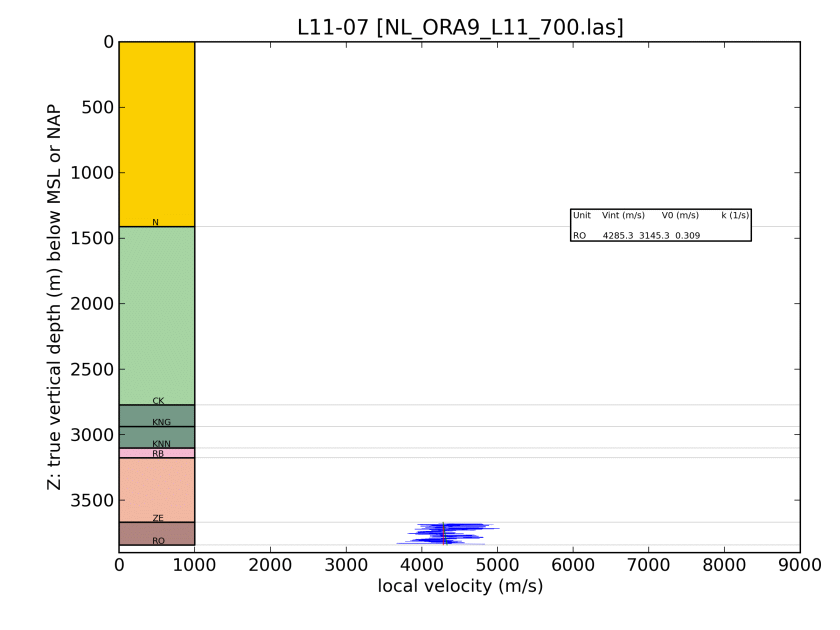 L11-07 [NL_ORA9_L11_700.las]
0
500
1000
1500
2000
2500
3000
3500
Z: true vertical depth (m) below MSL or NAP
N
CK
KNG
KNN
RB
ZE
RO
Unit Vint (m/s) V0 (m/s) k (1/s)
RO 4285.3 3145.3 0.309
0 1000 2000 3000 4000 5000 6000 7000 8000 9000
local velocity (m/s)